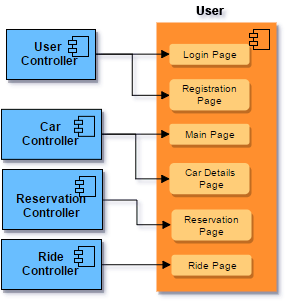 User
User
Controller
Login Page
Registration
Page
Car
Controller
Main Page
Car Details
Page
Reservation
Controller
Reservation
Page
Ride
Controller
Ride Page